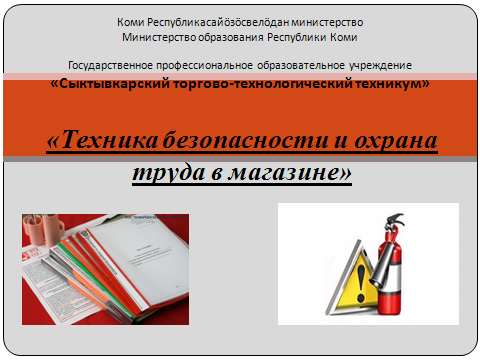 Коми Республикасайӧзӧсвелӧдан министерство
Министерство образования Республики Коми
Государственное профессиональное образовательное учреждение
«Сыктывкарский торгово-технологический техникум»
«Техника безопасности и охрана
труда в магазине»